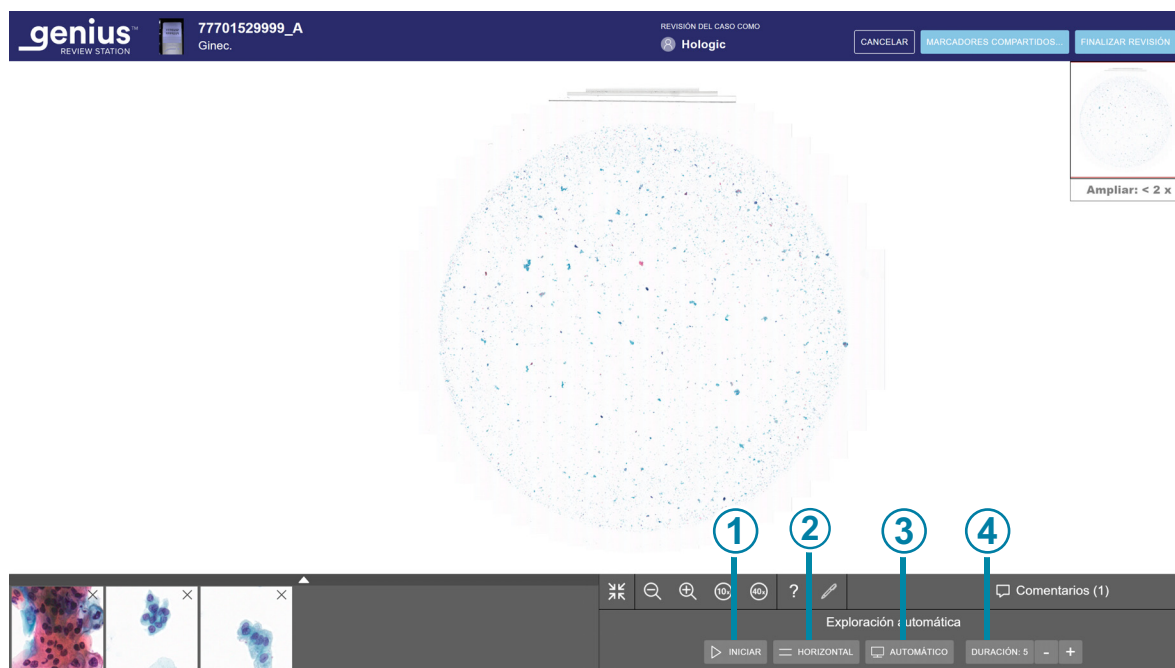 genius™
REVIEW STATION
77701529999_A
Ginec.
REVISIÓN DEL CASO COMO
Hologic
CANCELAR
MARCADORES COMPARTIDOS...
FINALIZAR REVISIÓN
Ampliar: < 2 x
1
2
3
4
10x
40x
?
Comentarios (1)
Exploración automática
INICIAR
HORIZONTAL
AUTOMÁTICO
DURACIÓN: 5
-
+